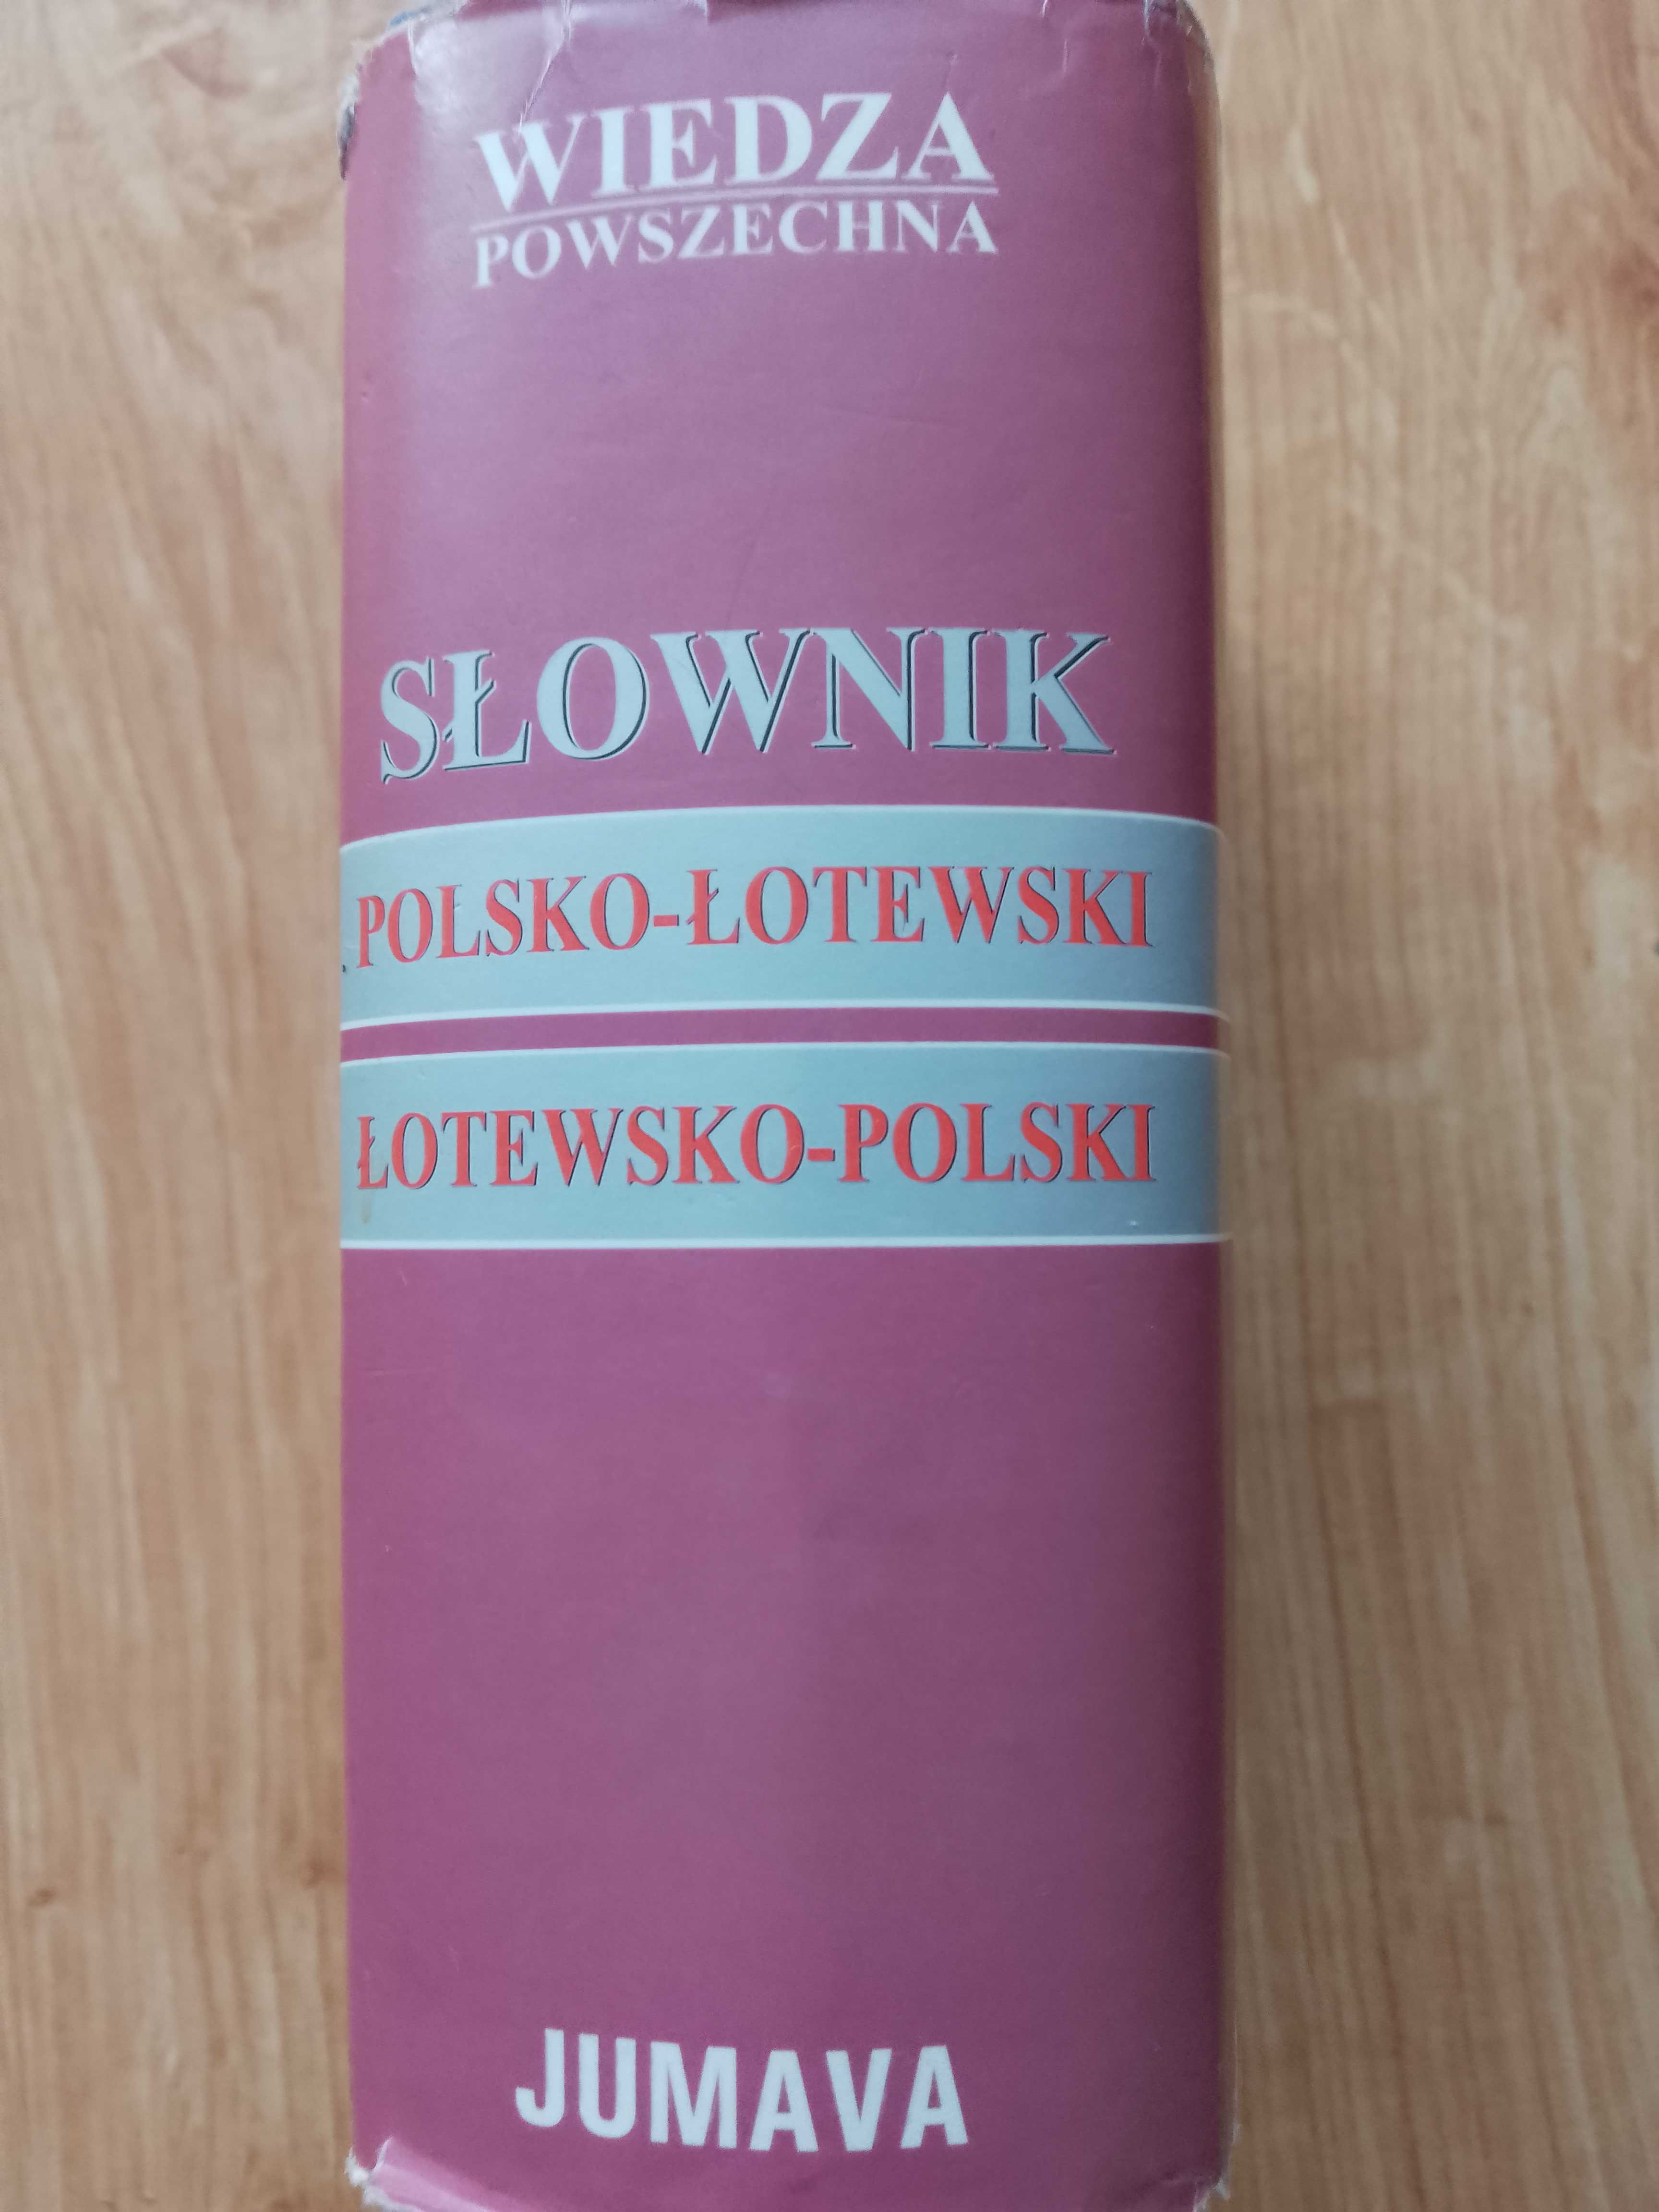 WIEDZA
POWSZECHNA
SŁOWNIK
POLSKO-ŁOTEWSKI
ŁOTEWSKO-POLSKI
JUMAVA